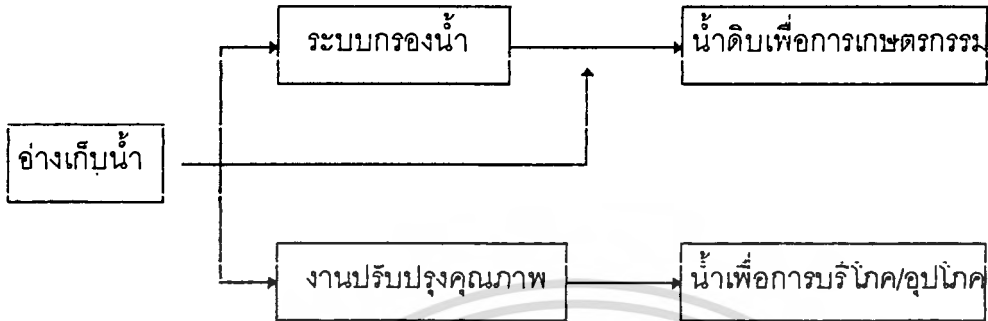 ระบบกรองน้ำ
น้ำดิบเพื่อการเกษตรกรรม
อ่างเก็บน้ำ
งานปรับปรุงคุณภาพ
น้ำเพื่อการบริโภค/อุปโภค